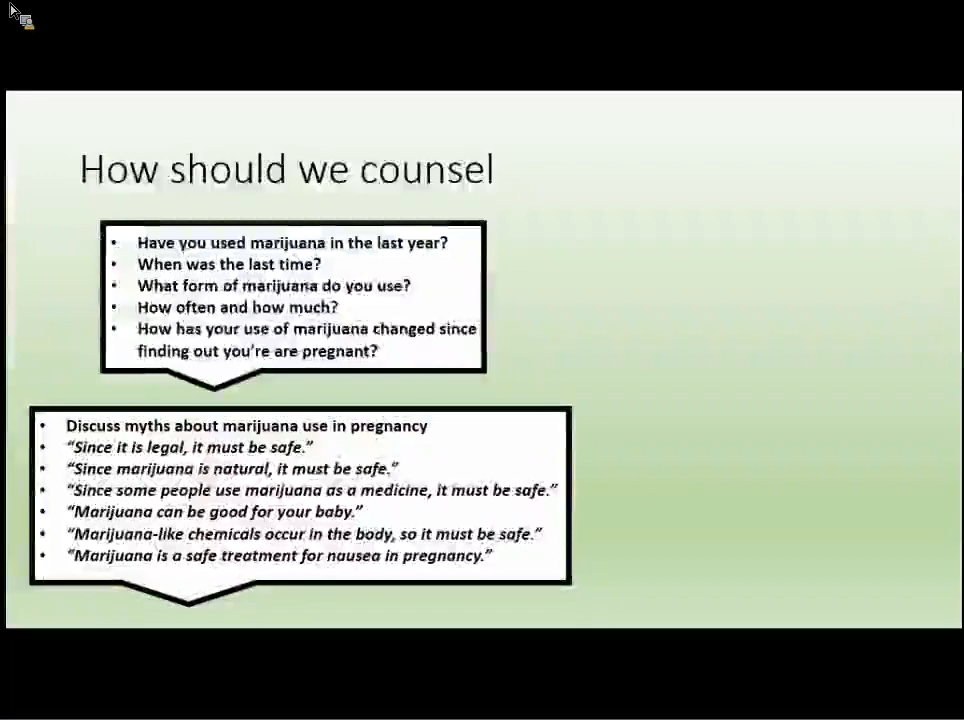 How should we counsel
• Have you used marijuana in the last year?
• When was the last time?
• What form of marijuana do you use?
• How often and how much?
• How has your use of marijuana changed since
finding out you're are pregnant?
• Discuss myths about marijuana use in pregnancy
• "Since it is legal, it must be safe."
• "Since marijuana is natural, it must be safe."
• "Since some people use marijuana as a medicine, it must be safe."
• "Marijuana can be good for your baby."
• "Marijuana-like chemicals occur in the body, so it must be safe."
• "Marijuana is a safe treatment for nausea in pregnancy."